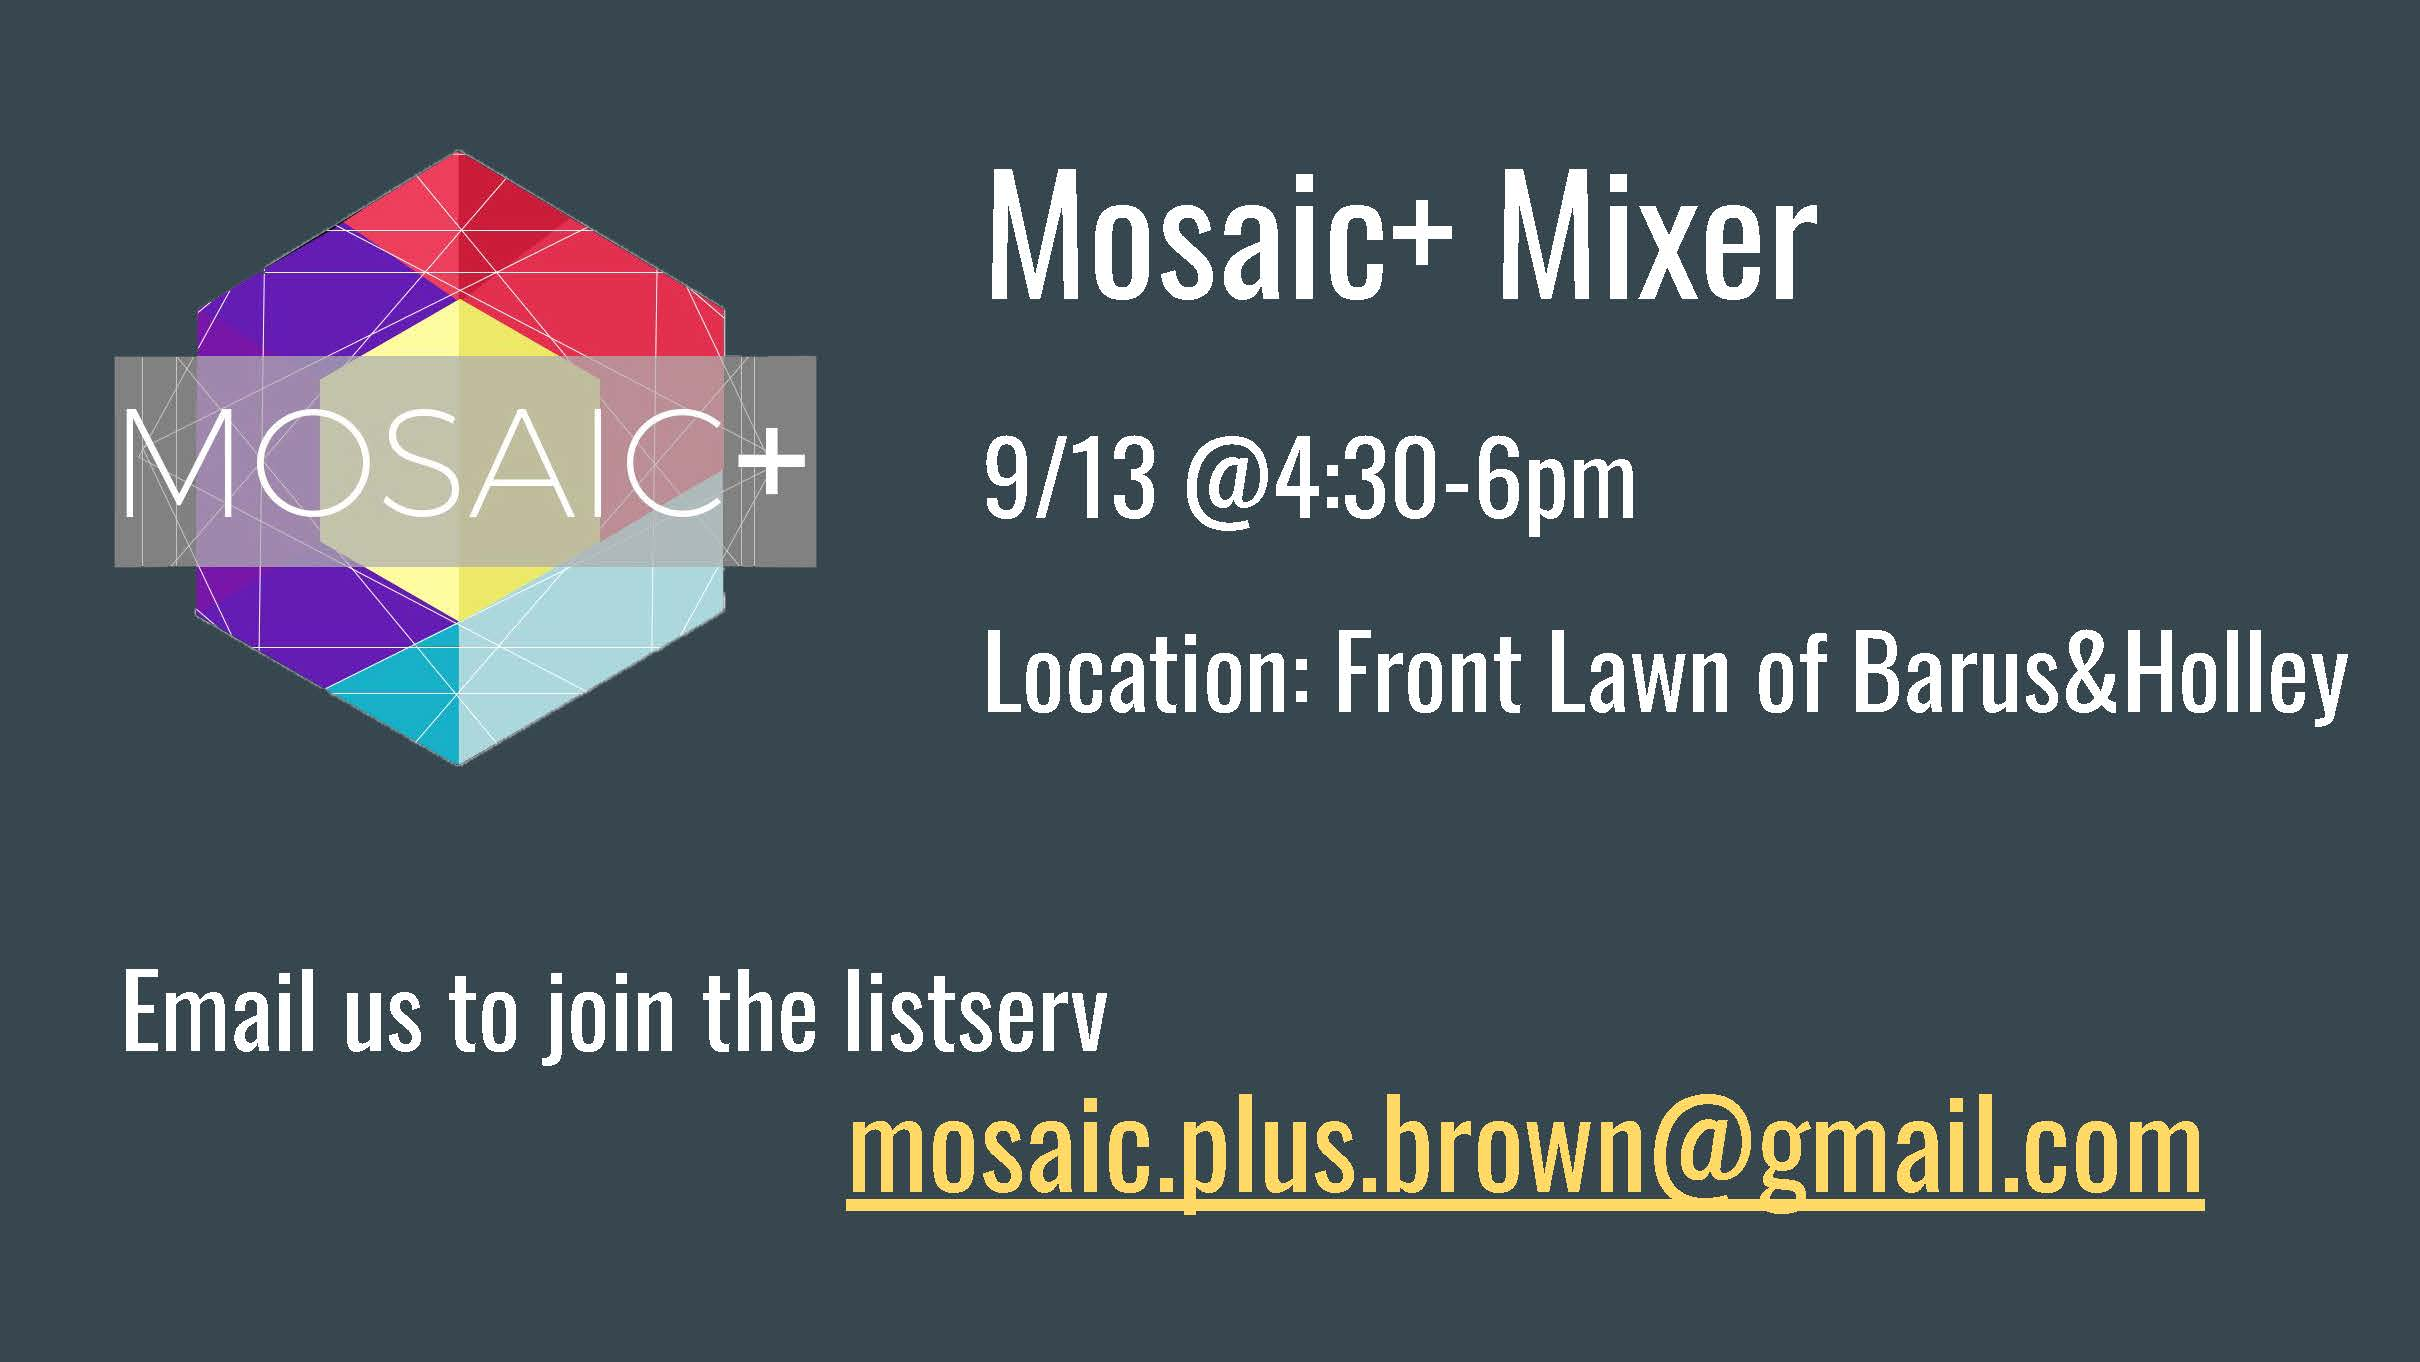 MOSAIC+
Mosaic+ Mixer
9/13 @4:30-6pm
Location: Front Lawn of Barus&Holley
Email us to join the listserv
mosaic.plus.brown@gmail.com